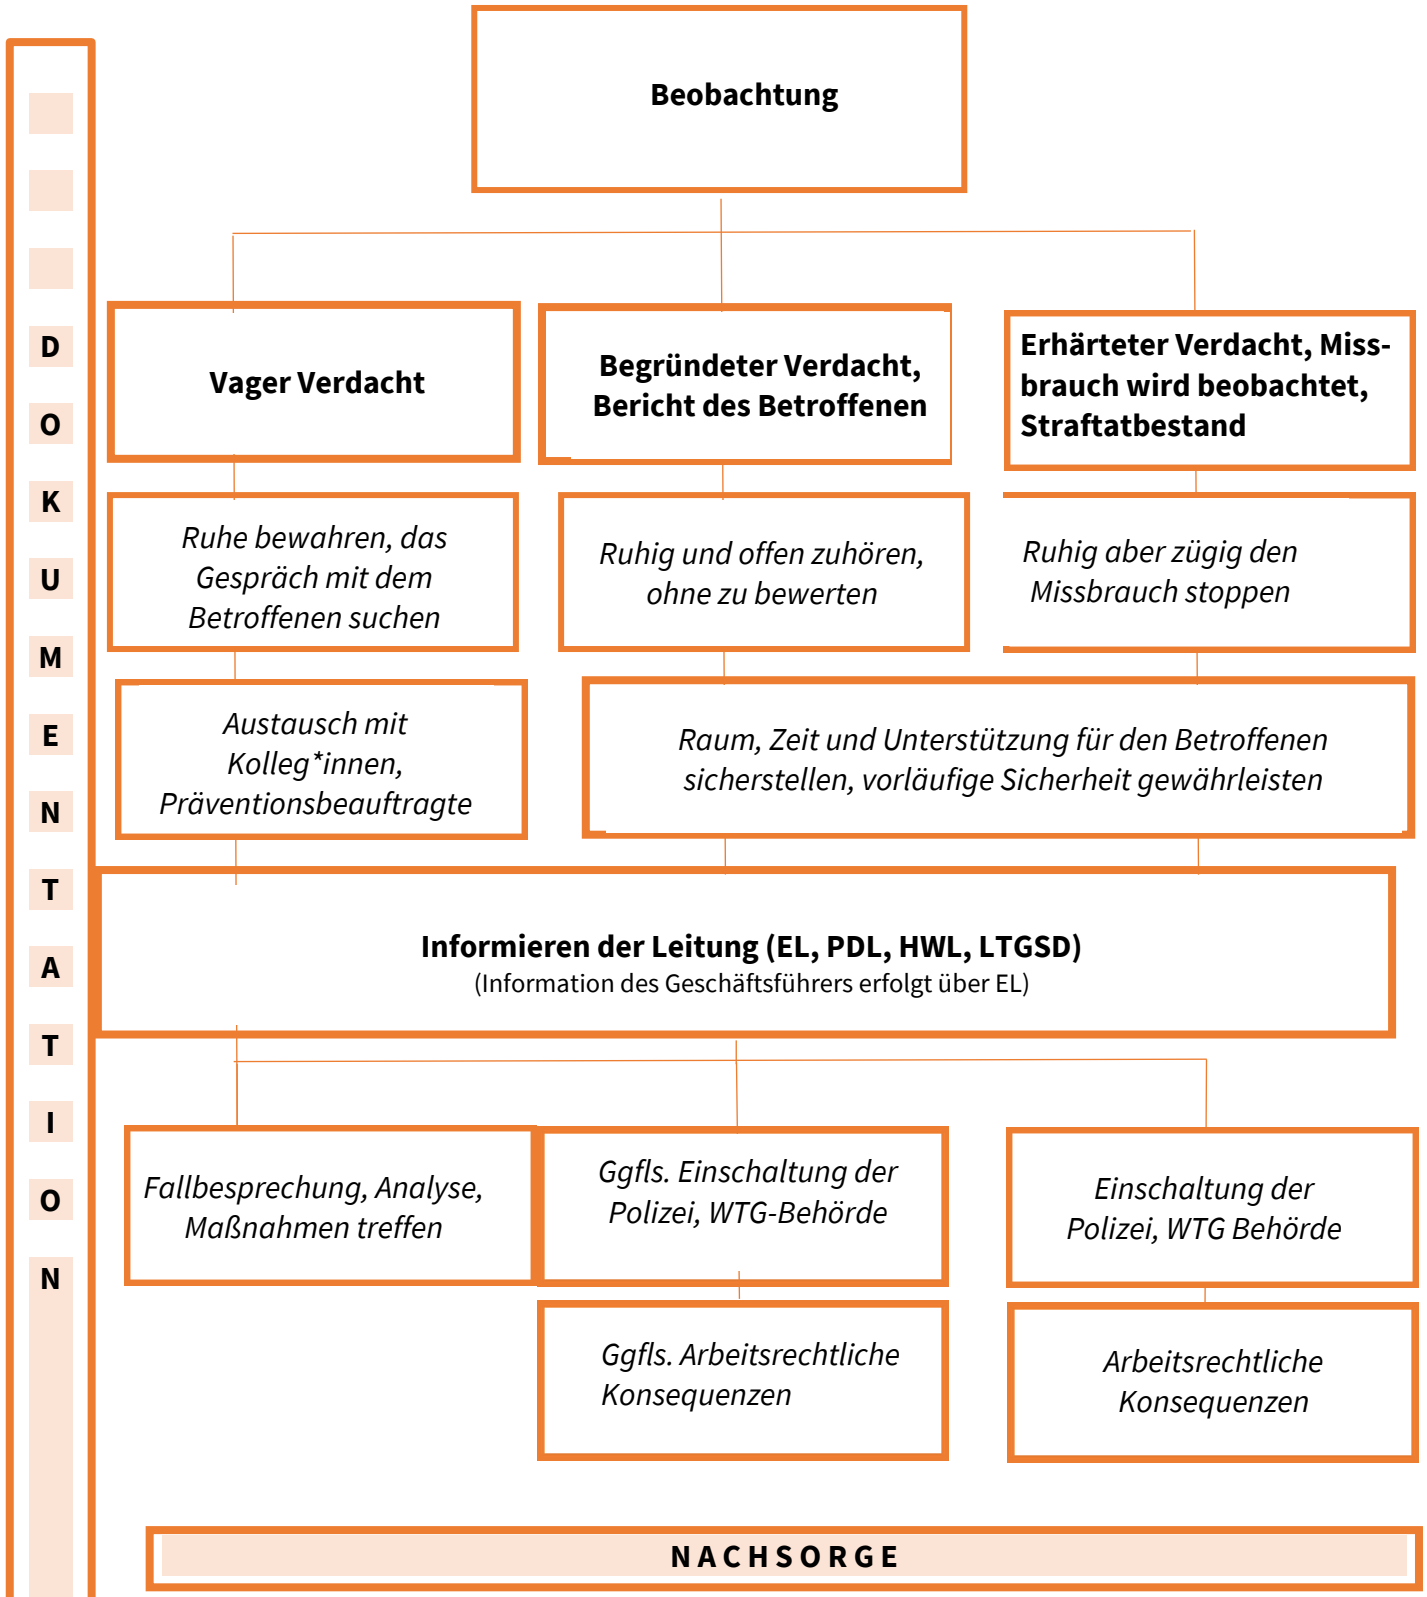 Beobachtung
D
O
K
U
M
E
N
T
A
T
I
O
N
Vager Verdacht
Begründeter Verdacht,
Bericht des Betroffenen
Erhärteter Verdacht, Miss-
brauch wird beobachtet,
Straftatbestand
Ruhe bewahren, das
Gespräch mit dem
Betroffenen suchen
Ruhig und offen zuhören,
ohne zu bewerten
Ruhig aber zügig den
Missbrauch stoppen
Austausch mit
Kolleg*innen,
Präventionsbeauftragte
Raum, Zeit und Unterstützung für den Betroffenen
sicherstellen, vorläufige Sicherheit gewährleisten
Informieren der Leitung (EL, PDL, HWL, LTGSD)
(Information des Geschäftsführers erfolgt über EL)
Fallbesprechung, Analyse,
Maßnahmen treffen
Ggfls. Einschaltung der
Polizei, WTG-Behörde
Einschaltung der
Polizei, WTG Behörde
Ggfls. Arbeitsrechtliche
Konsequenzen
Arbeitsrechtliche
Konsequenzen
NACHSORGE